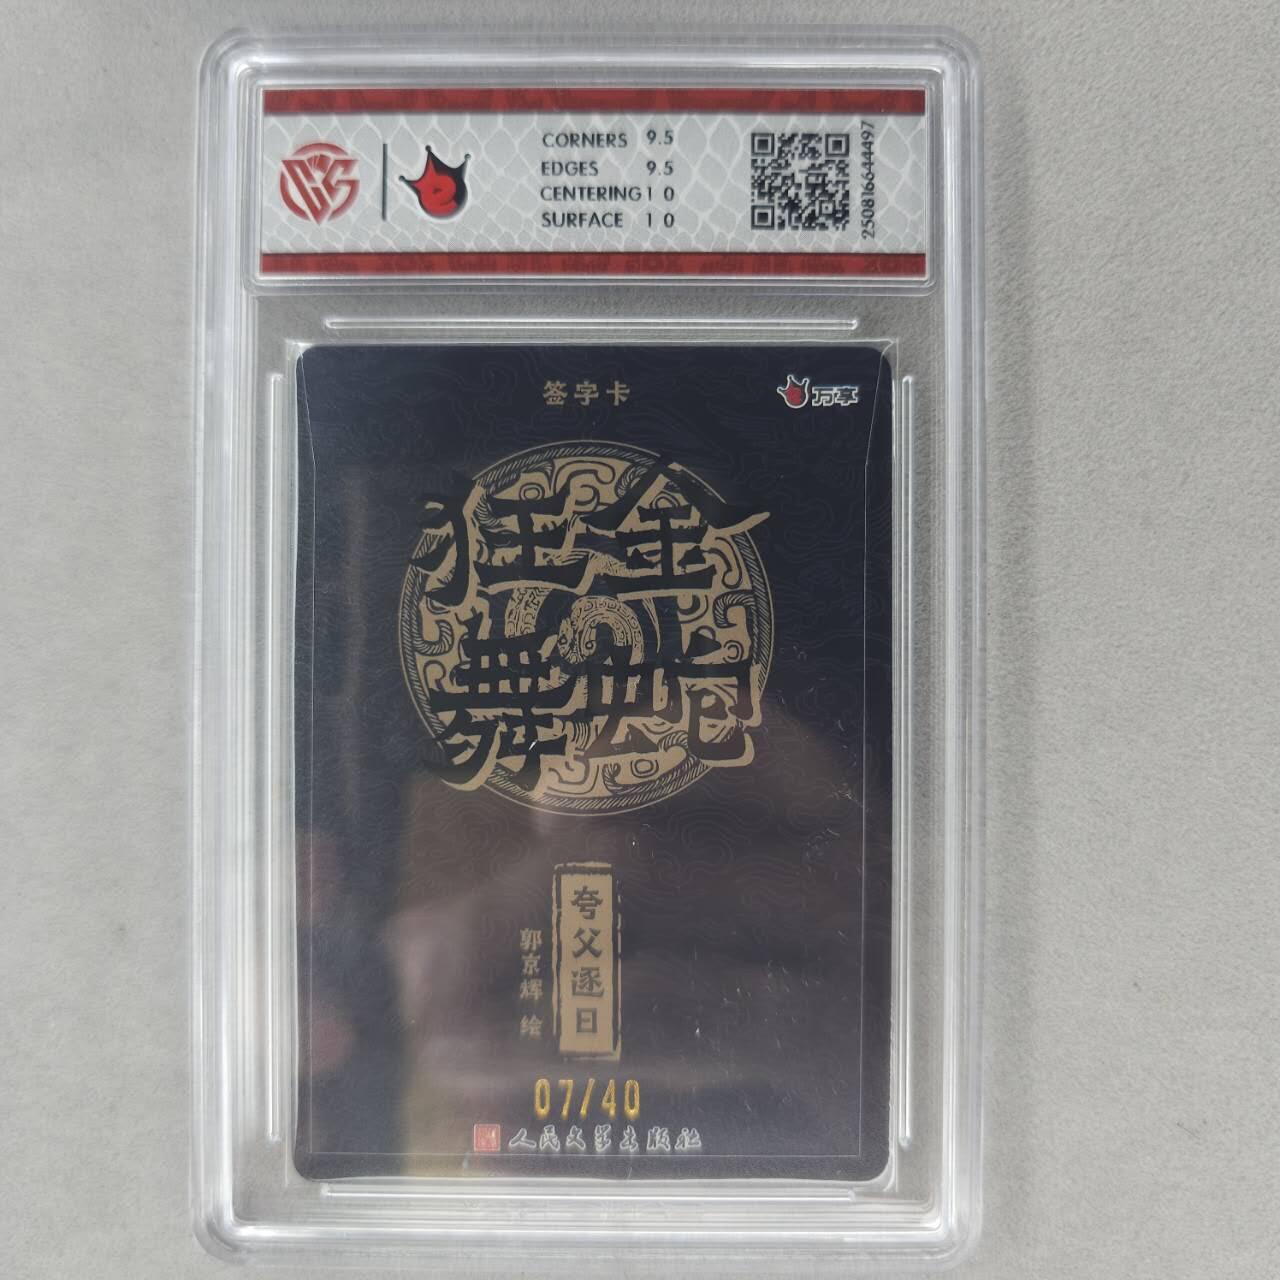 CORNERS 9.5
EDGES 9.5
CENTERING 10
SURFACE 10
2508166444497
签字卡
万享
狂金
舞蛇
夸父逐日
郭京辉 绘
07/40
人民文学出版社